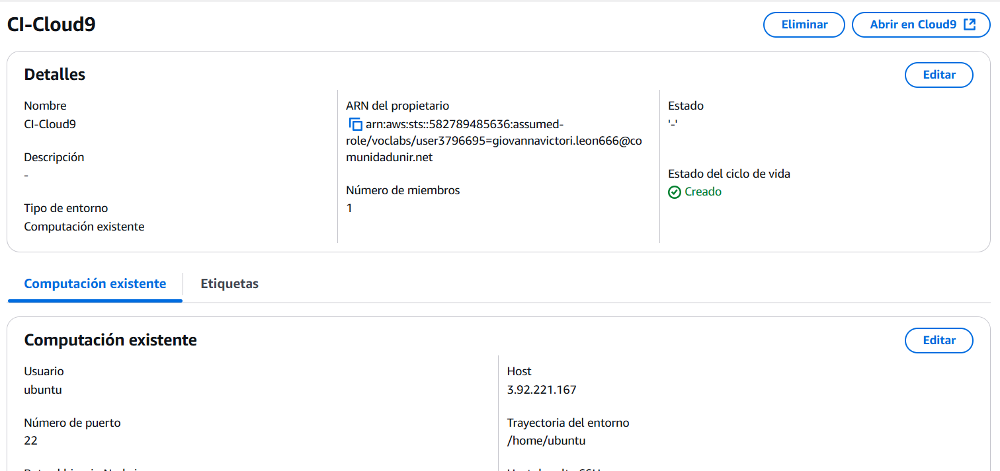 CI-Cloud9
Eliminar
Abrir en Cloud9
Detalles
Editar
Nombre
CI-Cloud9
Descripción
-
Tipo de entorno
Computación existente
ARN del propietario
arn:aws:sts::582789485636:assumed-
role/voclabs/user3796695=giovannavictori.leon666@co
munidadunir.net
Número de miembros
1
Estado
'-'
Estado del ciclo de vida
Creado
Computación existente
Etiquetas
Computación existente
Editar
Usuario
ubuntu
Número de puerto
22
Host
3.92.221.167
Trayectoria del entorno
/home/ubuntu